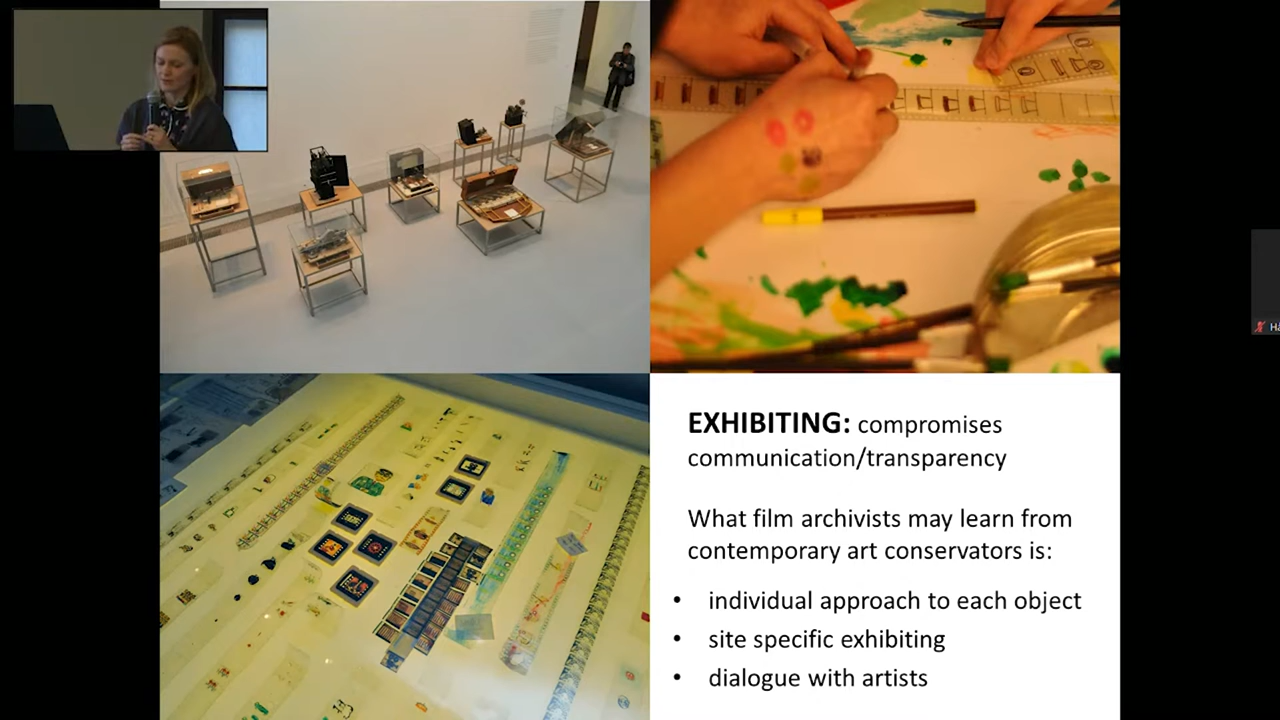 EXHIBITING: compromises
communication/transparency
What film archivists may learn from
contemporary art conservators is:
• individual approach to each object
• site specific exhibiting
• dialogue with artists